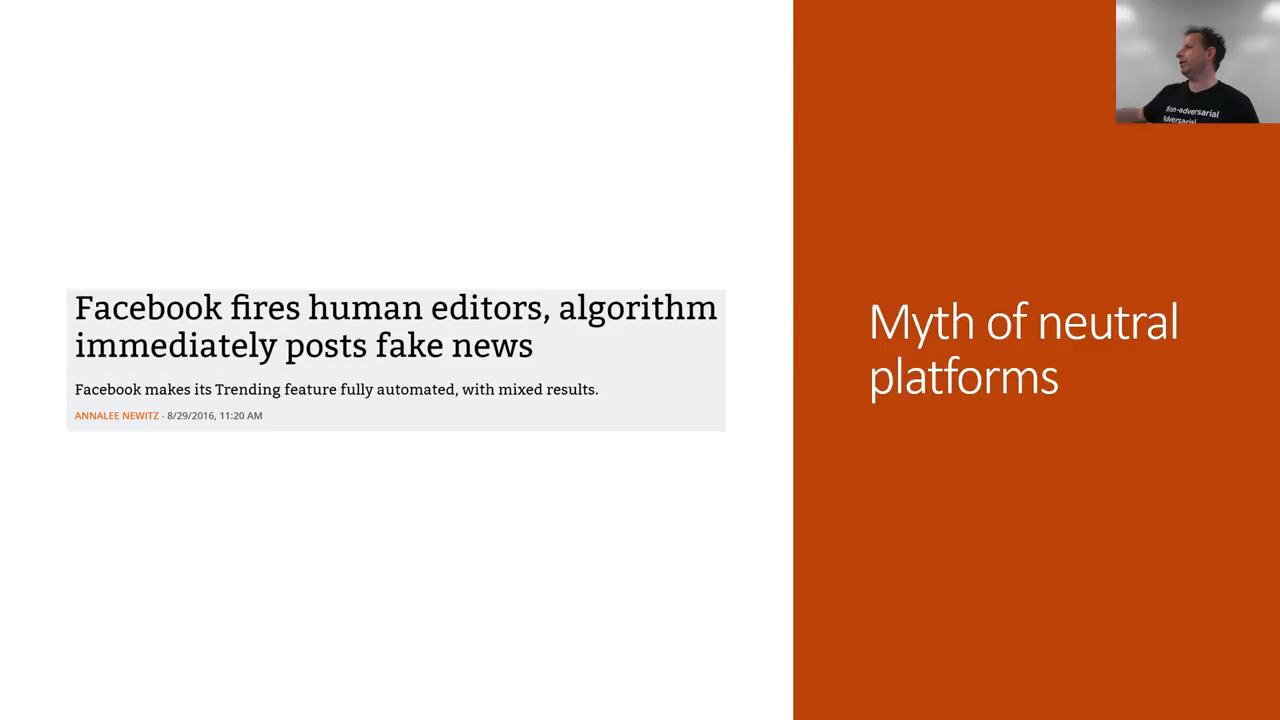 Facebook fires human editors, algorithm
immediately posts fake news
Facebook makes its Trending feature fully automated, with mixed results.
ANNALEE NEWITZ - 8/29/2016, 11:20 AM
Myth of neutral
platforms